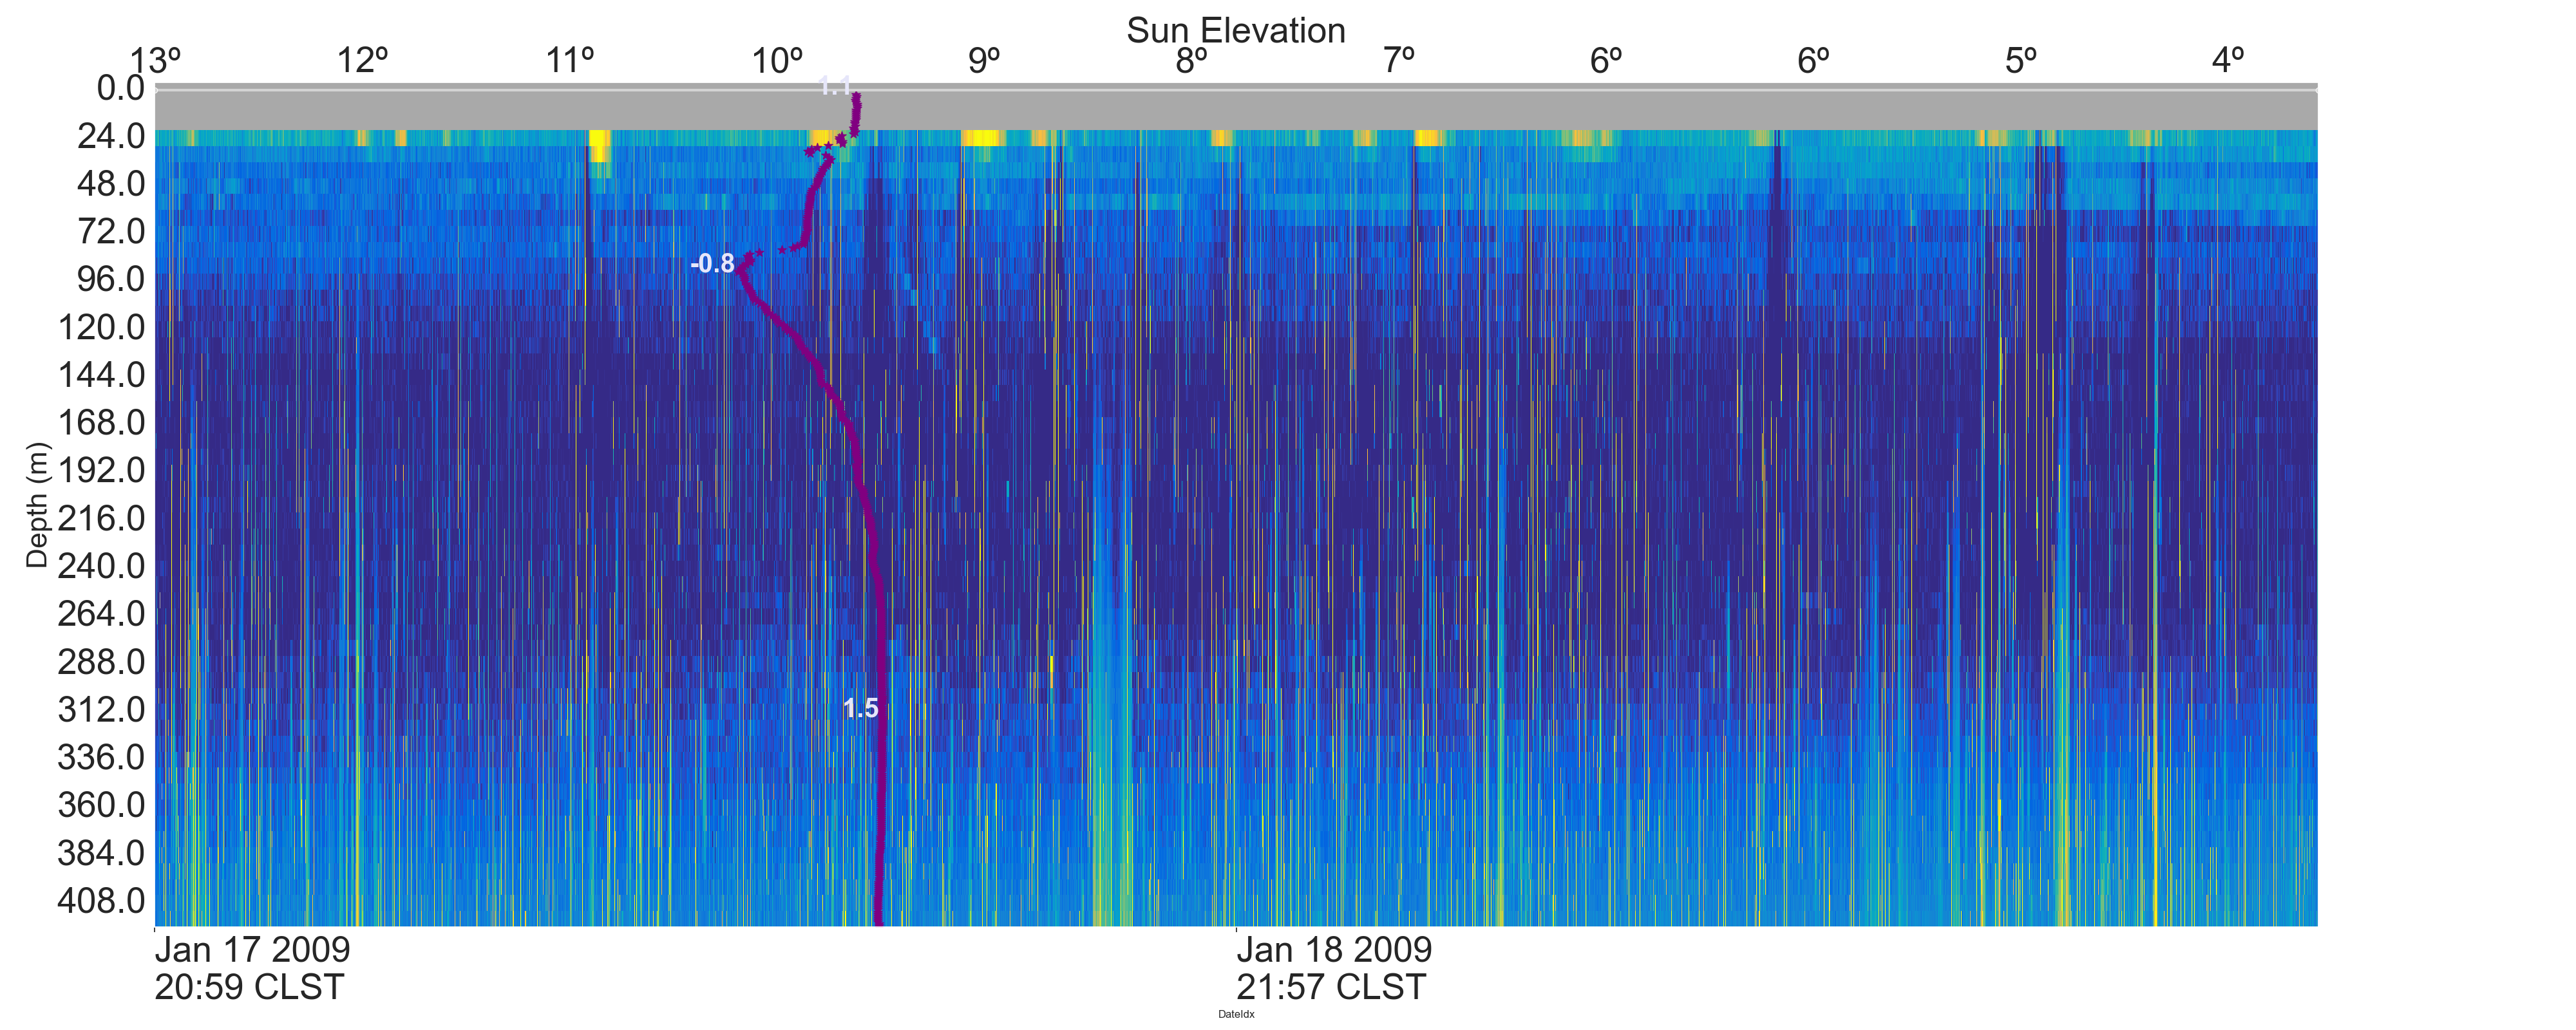 Sun Elevation
13º 12º 11º 10º 9º 8º 7º 6º 6º 5º 4º
1.1
0.0
24.0
48.0
72.0
-0.8
96.0
120.0
144.0
168.0
192.0
216.0
240.0
264.0
288.0
312.0
1.5
336.0
360.0
384.0
408.0
Depth (m)
Jan 17 2009
20:59 CLST
Jan 18 2009
21:57 CLST
DateIdx